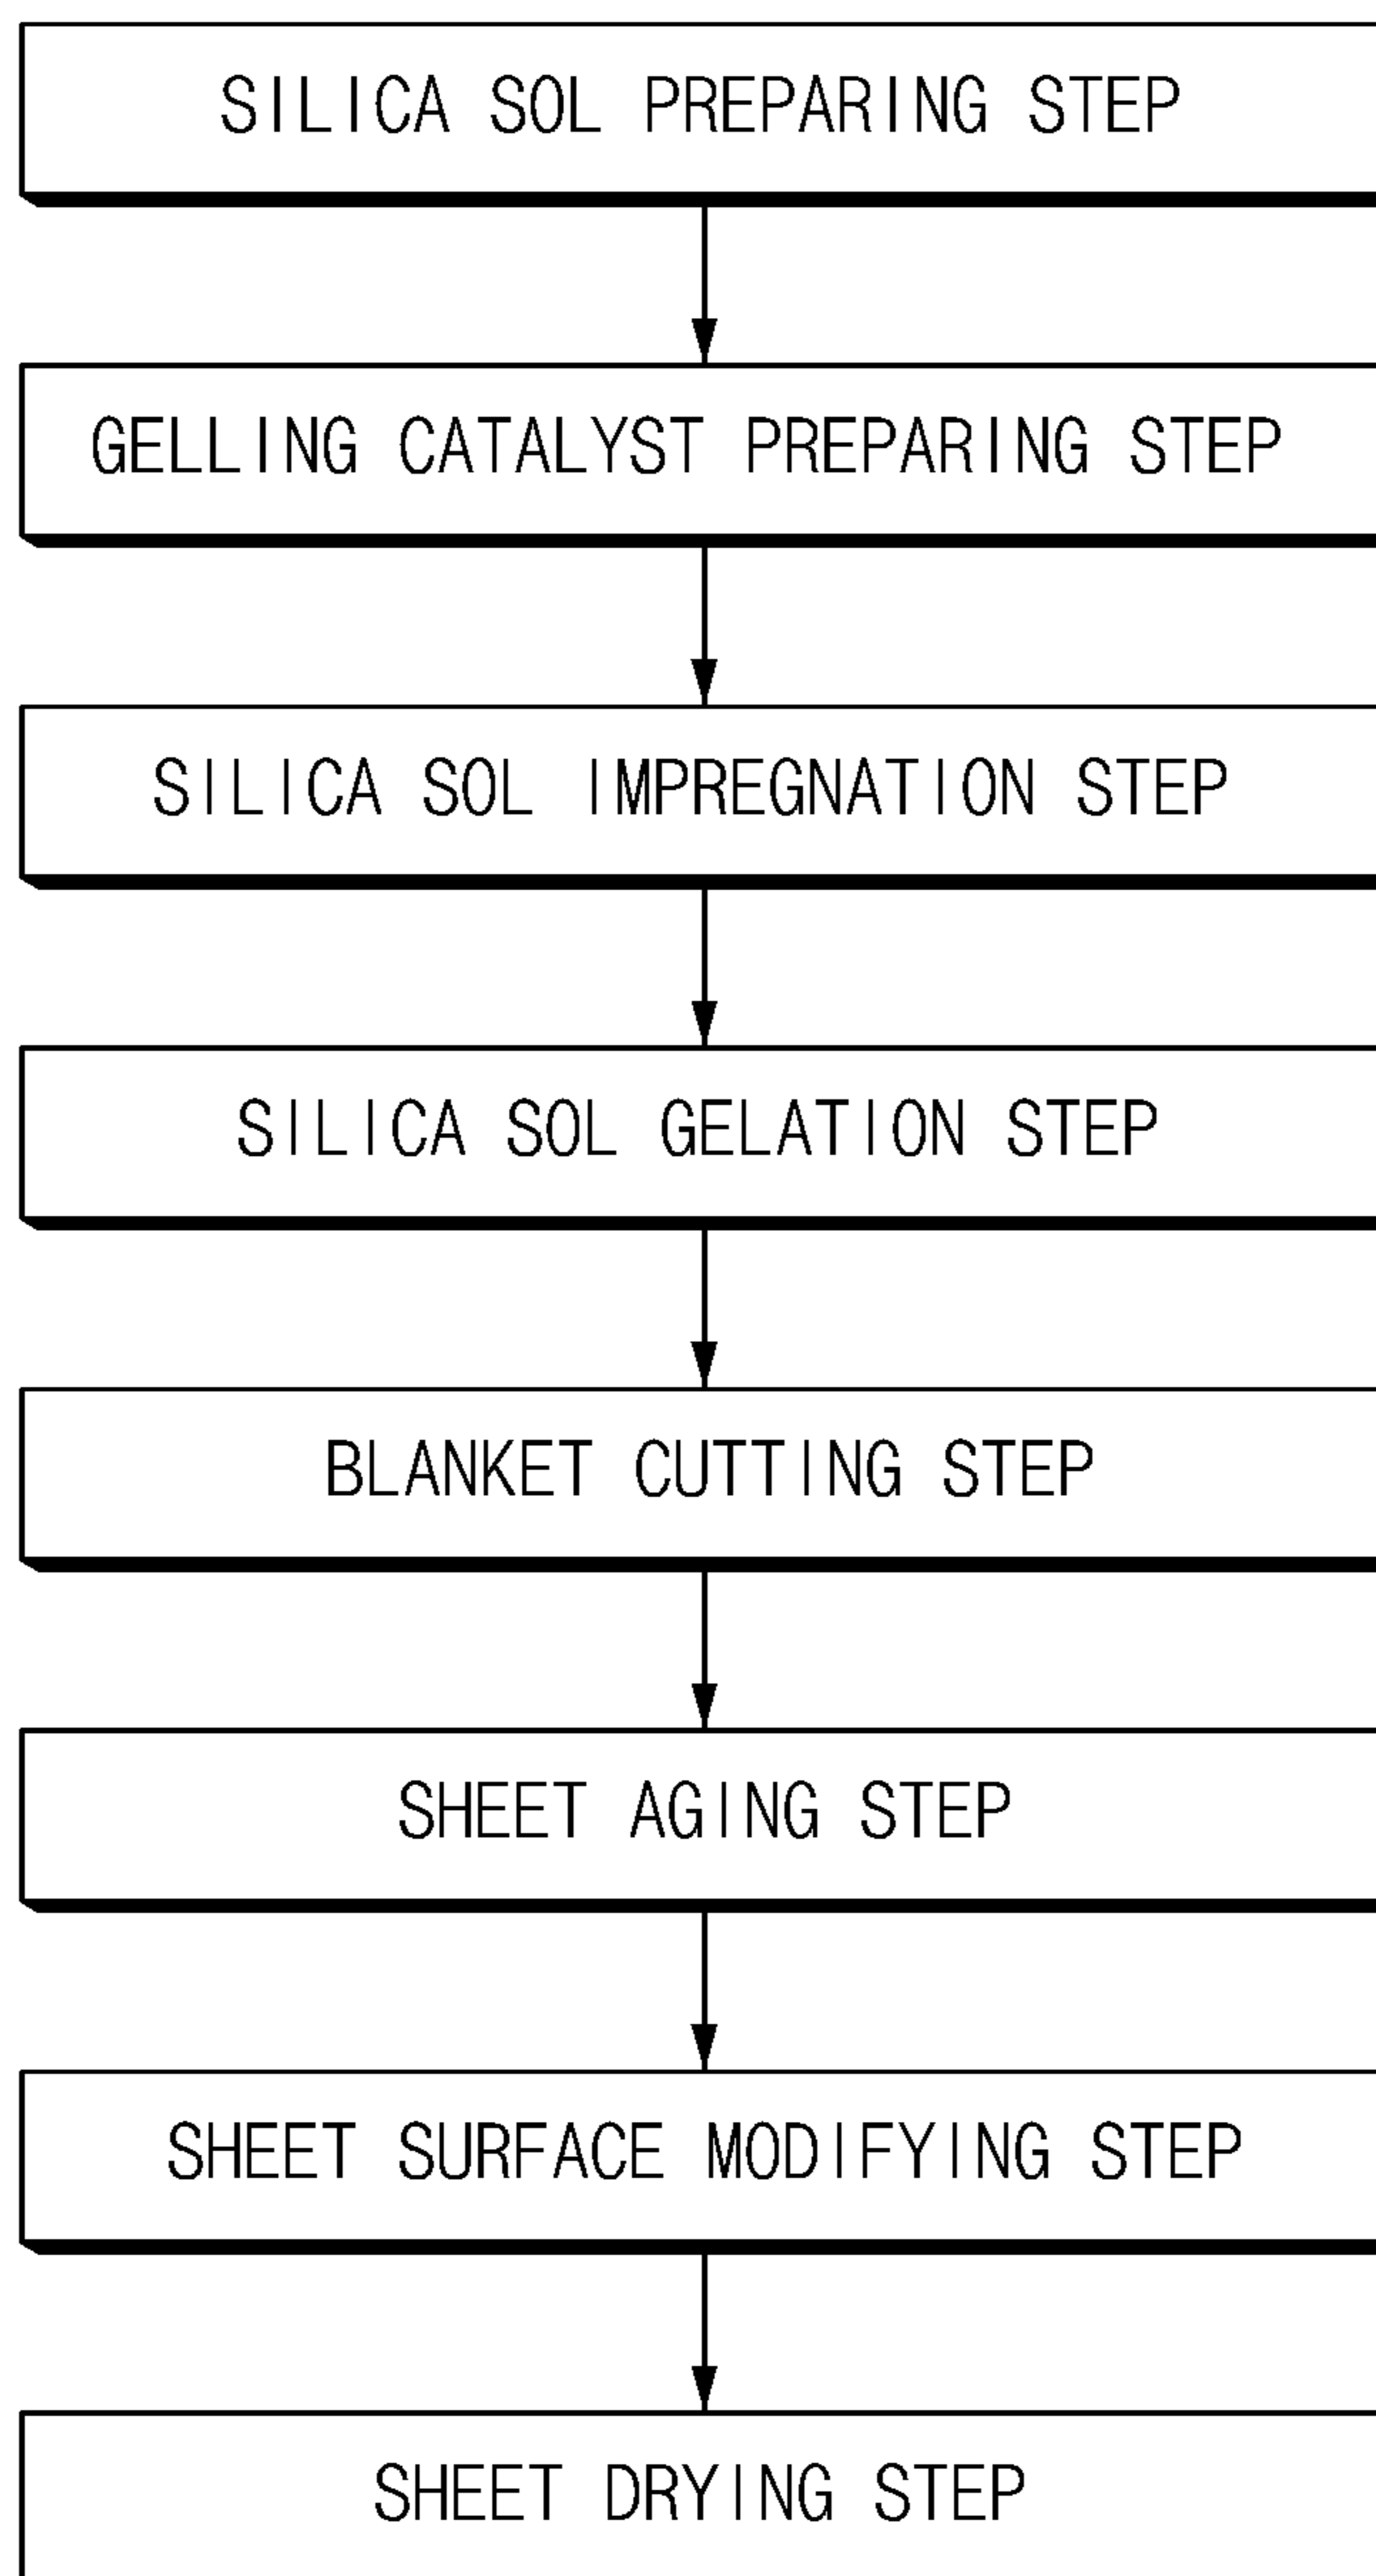 SILICA SOL PREPARING STEP
GELLING CATALYST PREPARING STEP
SILICA SOL IMPREGNATION STEP
SILICA SOL GELATION STEP
BLANKET CUTTING STEP
SHEET AGING STEP
SHEET SURFACE MODIFYING STEP
SHEET DRYING STEP